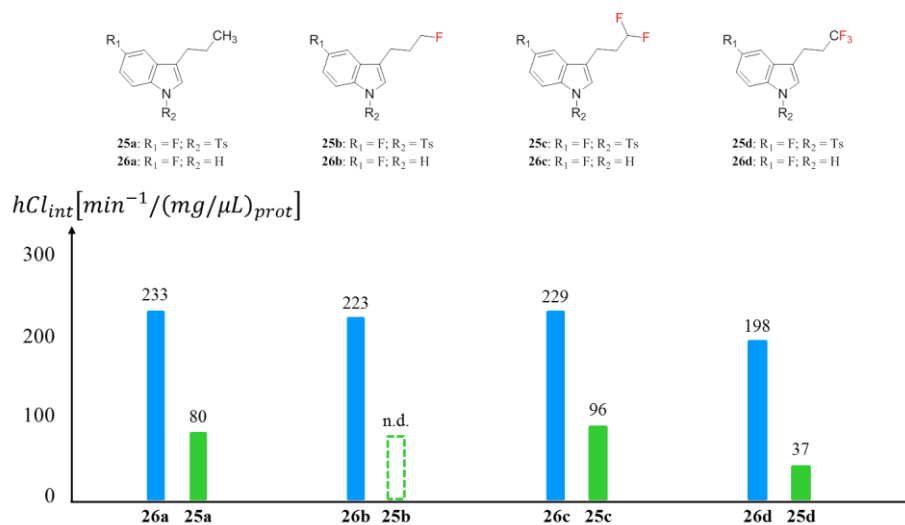 R1 CH3 R1 F R1 F F R1 CF3
N N N N
R2 R2 R2 R2
25a: R1 = F; R2 = Ts 25b: R1 = F; R2 = Ts 25c: R1 = F; R2 = Ts 25d: R1 = F; R2 = Ts
26a: R1 = F; R2 = H 26b: R1 = F; R2 = H 26c: R1 = F; R2 = H 26d: R1 = F; R2 = H
hCl_int[min⁻¹/(mg/μL)_prot]
300
233 223 229 198
200
100
80 n.d. 96 37
0
26a 25a 26b 25b 26c 25c 26d 25d